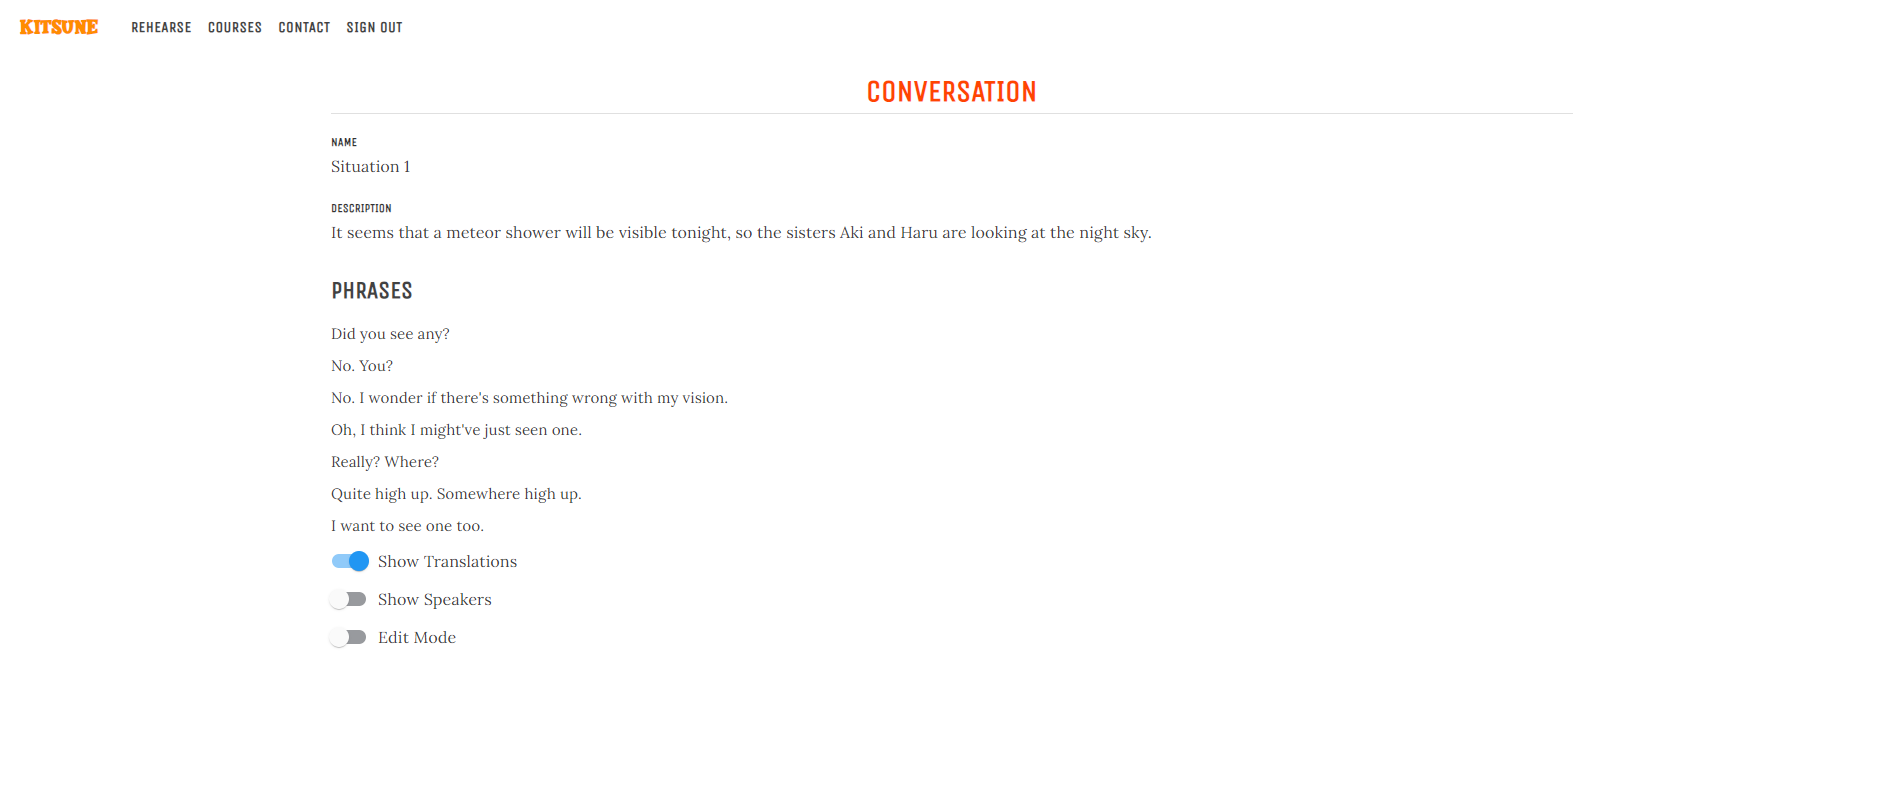 KITSUNE REHEARSE COURSES CONTACT SIGN OUT
CONVERSATION
NAME
Situation 1
DESCRIPTION
It seems that a meteor shower will be visible tonight, so the sisters Aki and Haru are looking at the night sky.
PHRASES
Did you see any?
No. You?
No. I wonder if there's something wrong with my vision.
Oh, I think I might've just seen one.
Really? Where?
Quite high up. Somewhere high up.
I want to see one too.
Show Translations
Show Speakers
Edit Mode